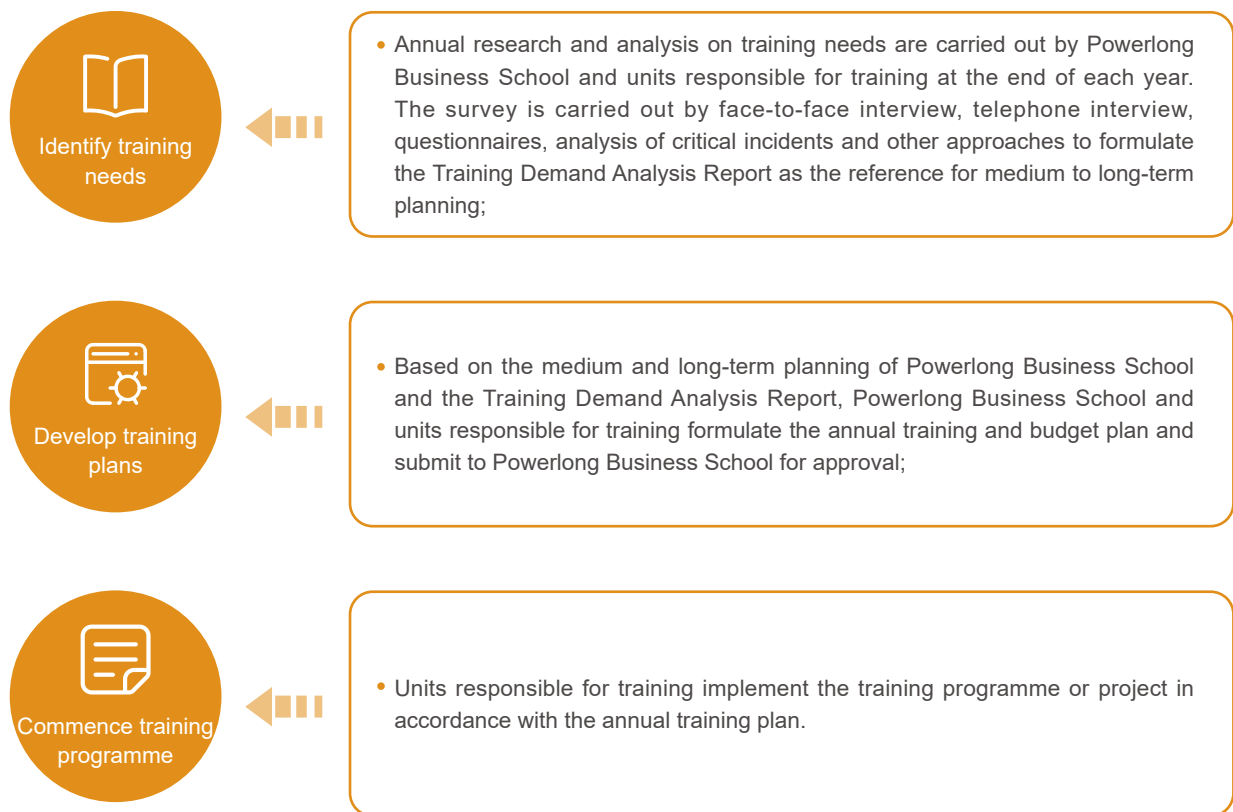 Identify training
needs
• Annual research and analysis on training needs are carried out by Powerlong
Business School and units responsible for training at the end of each year.
The survey is carried out by face-to-face interview, telephone interview,
questionnaires, analysis of critical incidents and other approaches to formulate
the Training Demand Analysis Report as the reference for medium to long-term
planning;
Develop training
plans
• Based on the medium and long-term planning of Powerlong Business School
and the Training Demand Analysis Report, Powerlong Business School and
units responsible for training formulate the annual training and budget plan and
submit to Powerlong Business School for approval;
Commence training
programme
• Units responsible for training implement the training programme or project in
accordance with the annual training plan.